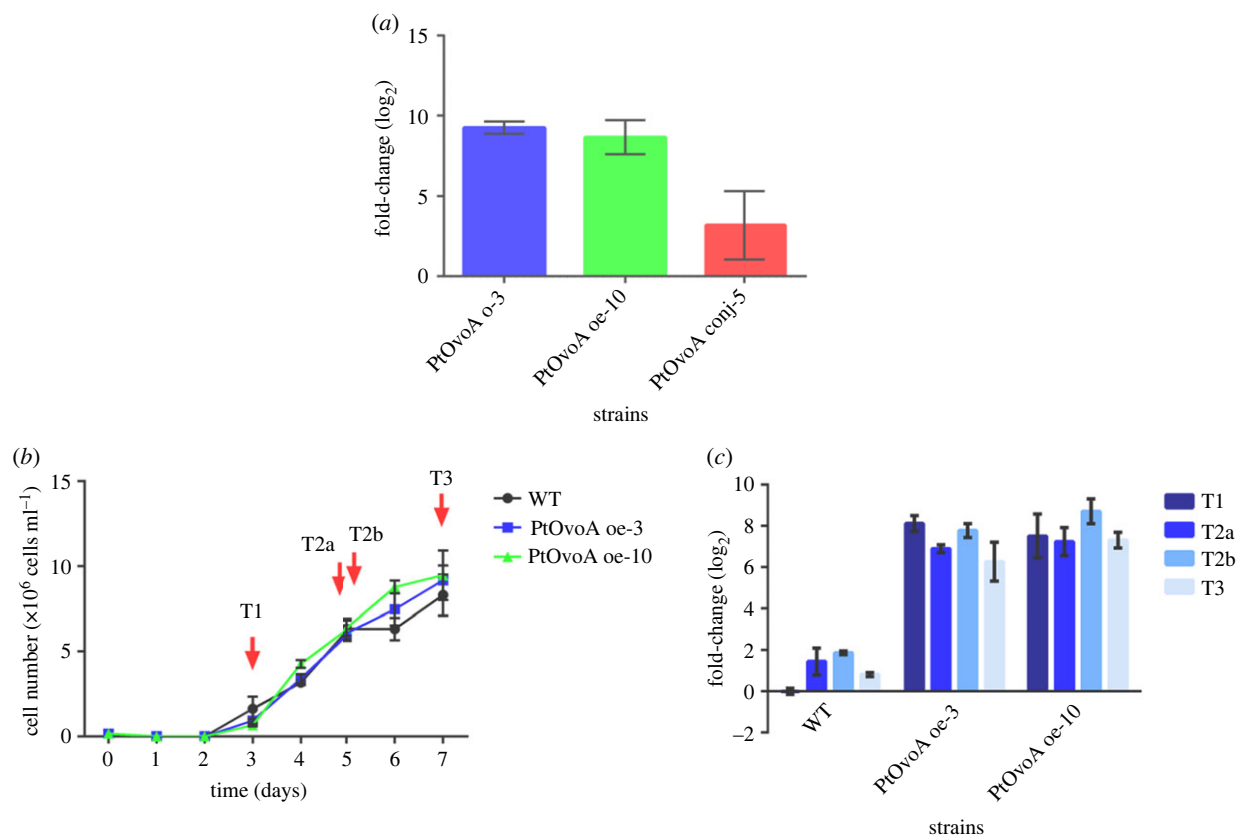 (a)
15
10
5
0
fold-change (log2)
PtOvoA o-3
PtOvoA oe-10
PtOvoA conj-5
strains
(b)
15
10
5
0
cell number (×10⁶ cells ml⁻¹)
T1
T2a
T2b
T3
WT
PtOvoA oe-3
PtOvoA oe-10
0 1 2 3 4 5 6 7
time (days)
(c)
10
8
6
4
2
0
−2
fold-change (log2)
T1
T2a
T2b
T3
WT
PtOvoA oe-3
PtOvoA oe-10
strains